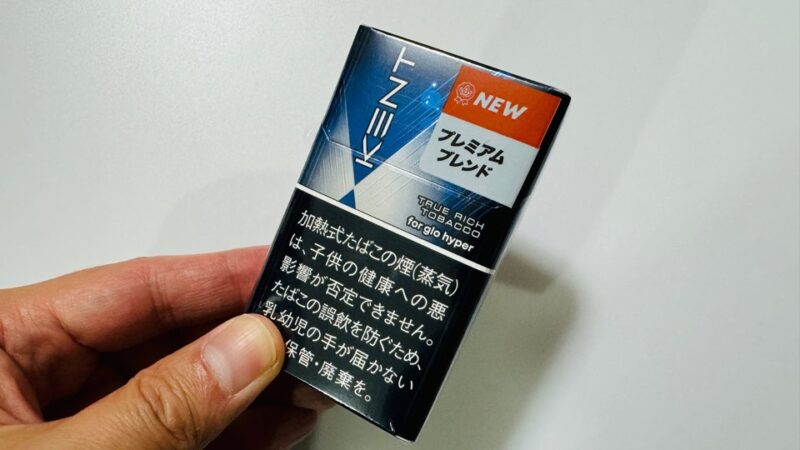 KENT
NEW
プレミアム
ブレンド
TRUE RICH
TOBACCO
for glo hyper
加熱式たばこの煙(蒸気)
は、子供の健康への悪
影響が否定できません。
たばこの誤飲を防ぐため、
乳幼児の手が届かない
保管・廃棄を。